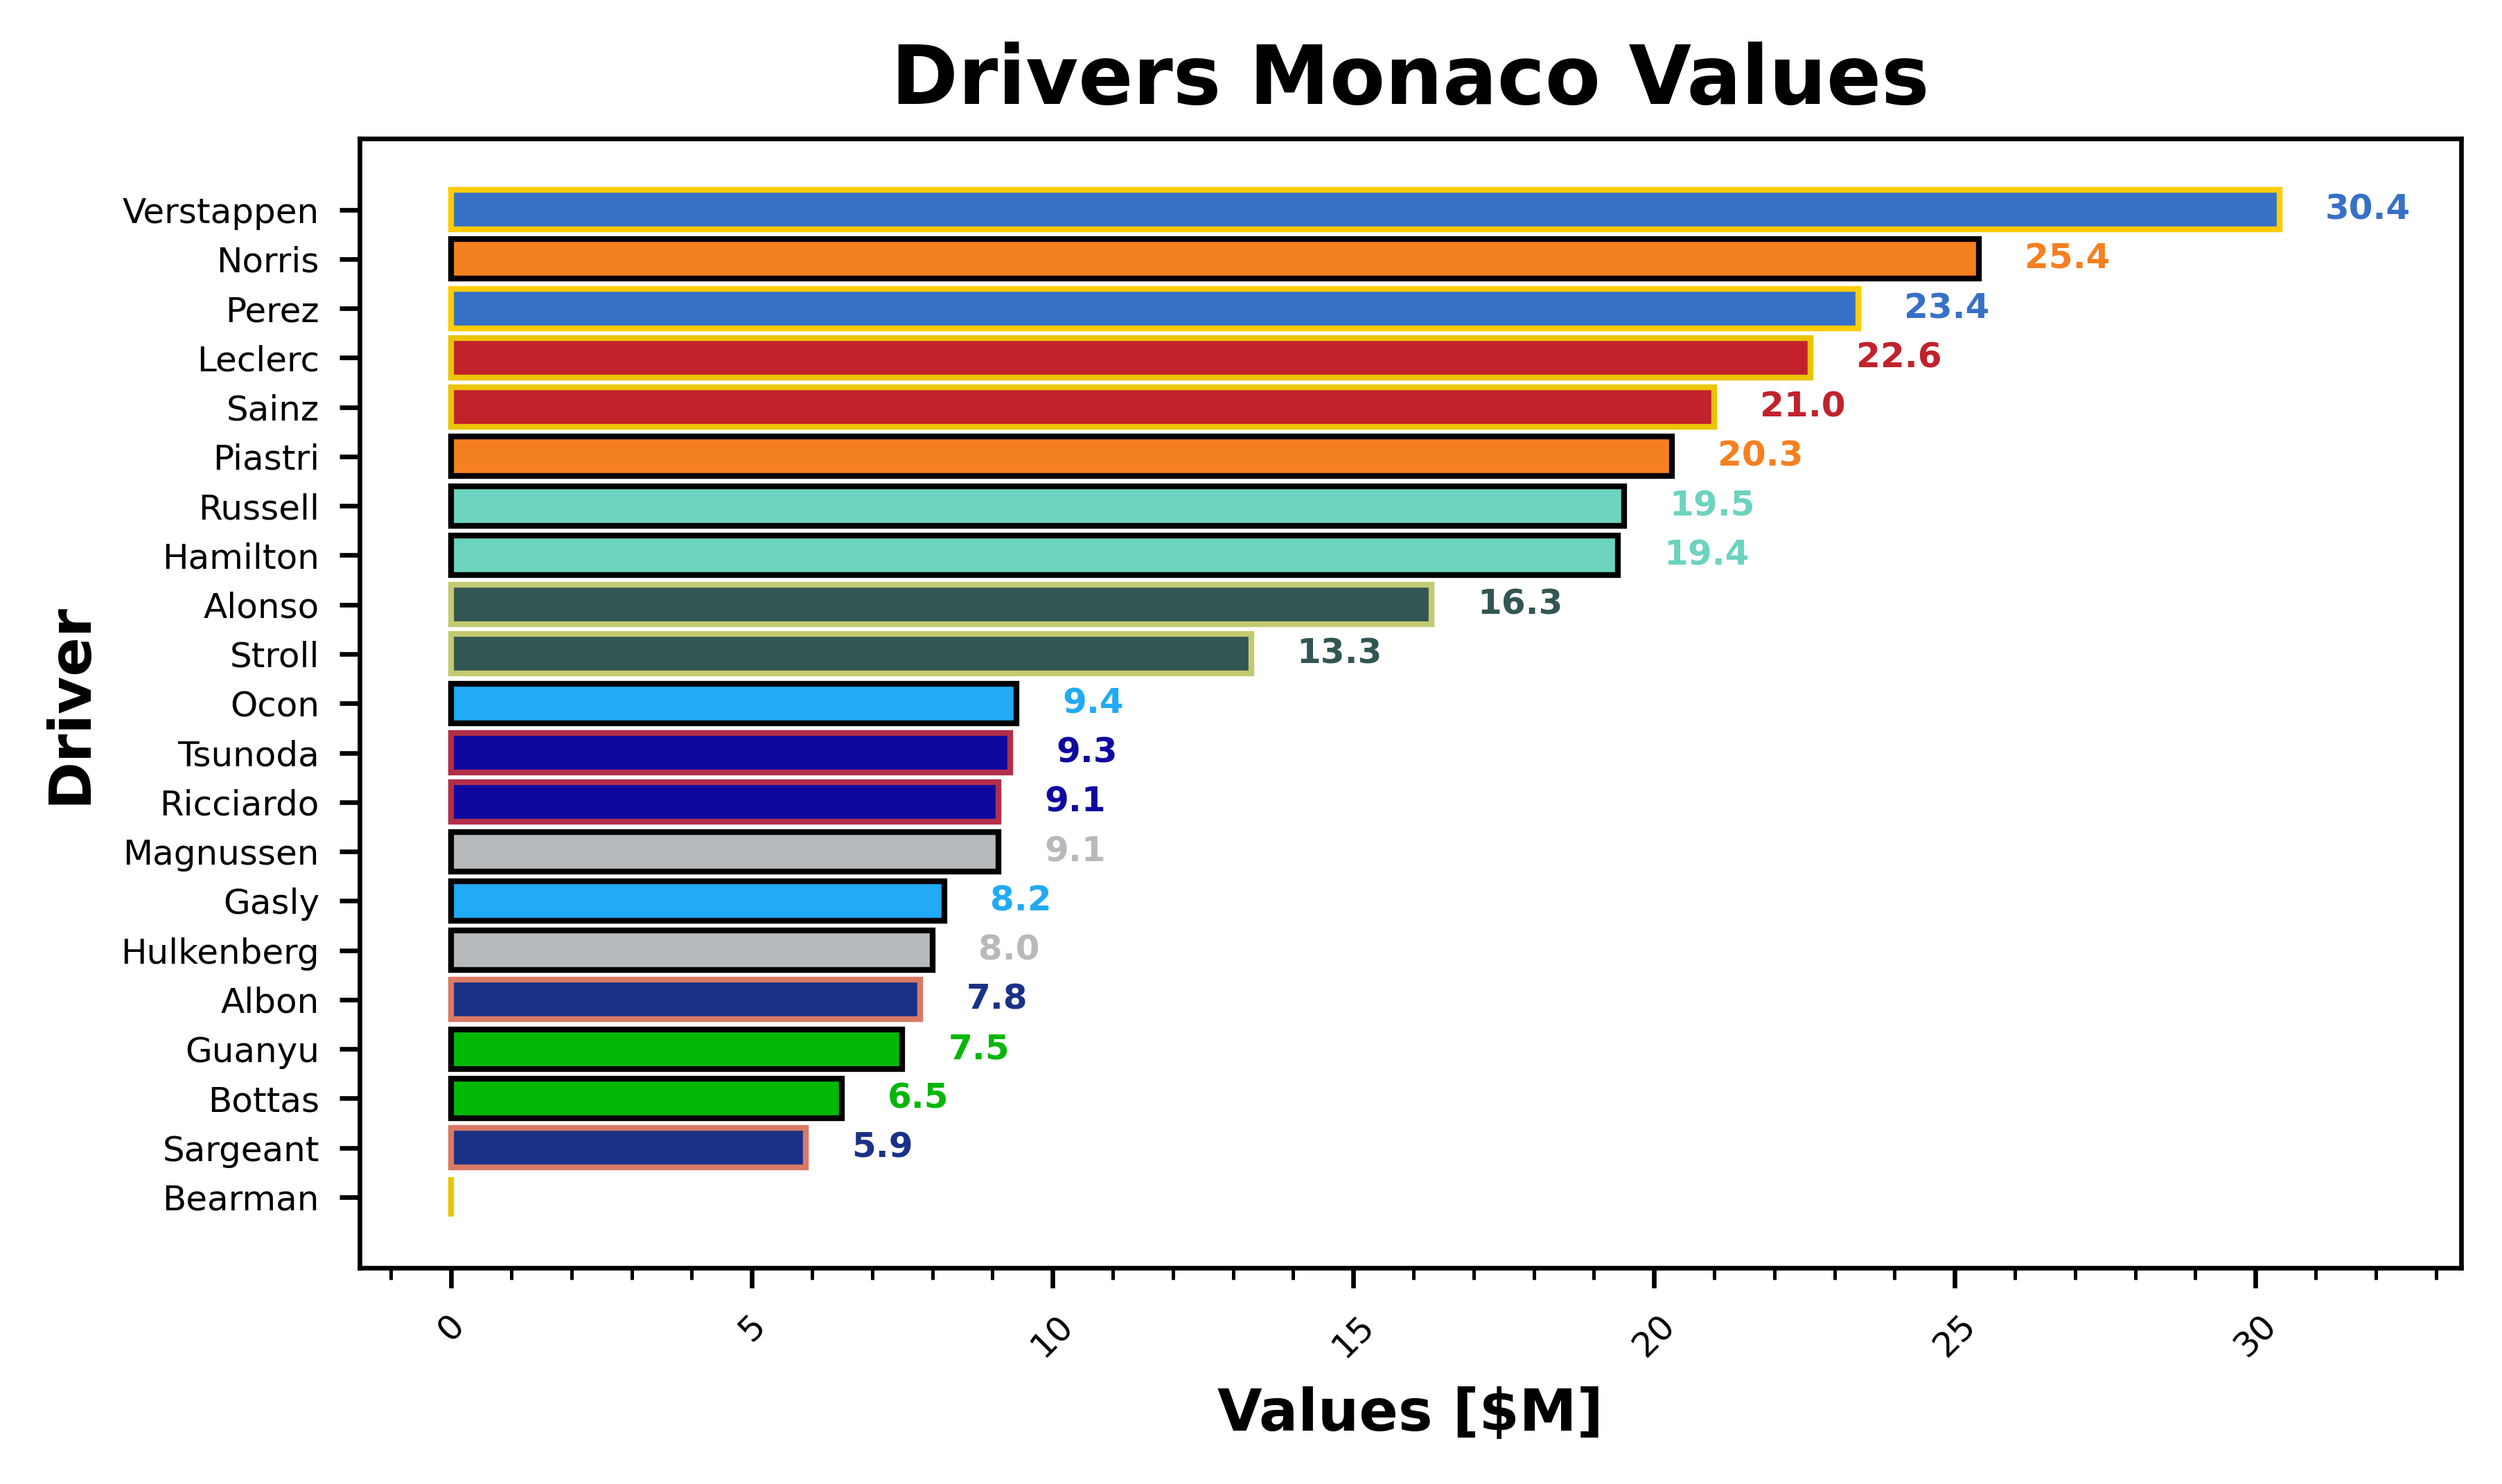 Drivers Monaco Values
Driver
Verstappen 30.4
Norris 25.4
Perez 23.4
Leclerc 22.6
Sainz 21.0
Piastri 20.3
Russell 19.5
Hamilton 19.4
Alonso 16.3
Stroll 13.3
Ocon 9.4
Tsunoda 9.3
Ricciardo 9.1
Magnussen 9.1
Gasly 8.2
Hulkenberg 8.0
Albon 7.8
Guanyu 7.5
Bottas 6.5
Sargeant 5.9
Bearman
0 5 10 15 20 25 30
Values [$M]